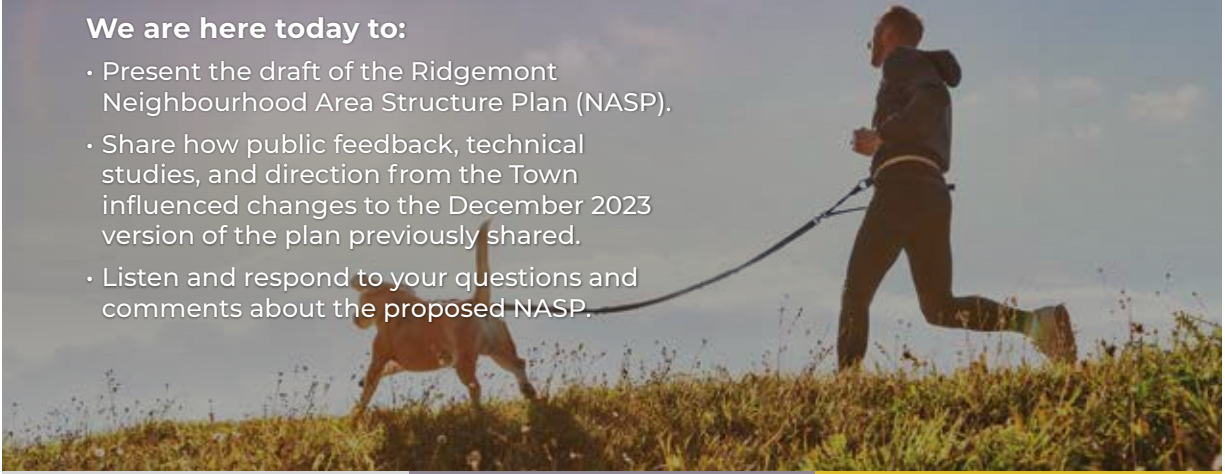 We are here today to:
• Present the draft of the Ridgemont
Neighbourhood Area Structure Plan (NASP).
• Share how public feedback, technical
studies, and direction from the Town
influenced changes to the December 2023
version of the plan previously shared.
• Listen and respond to your questions and
comments about the proposed NASP.